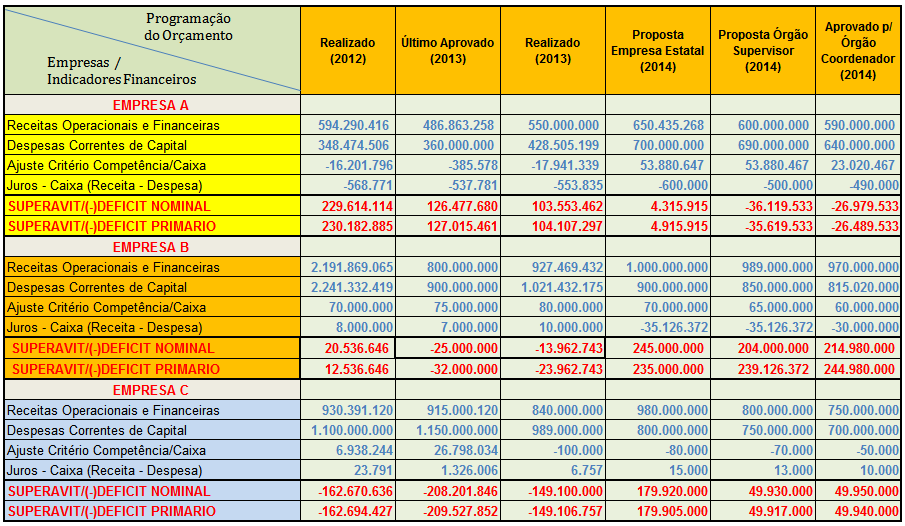 Programação do Orçamento
Empresas / Indicadores Financeiros
Realizado (2012) Último Aprovado (2013) Realizado (2013) Proposta Empresa Estatal (2014) Proposta Órgão Supervisor (2014) Aprovado p/ Órgão Coordenador (2014)
EMPRESA A
Receitas Operacionais e Financeiras 594.290.416 486.863.258 550.000.000 650.435.268 600.000.000 590.000.000
Despesas Correntes de Capital 348.474.506 360.000.000 428.505.199 700.000.000 690.000.000 640.000.000
Ajuste Critério Competência/Caixa -16.201.796 -385.578 -17.941.339 53.880.647 53.880.467 23.020.467
Juros - Caixa (Receita - Despesa) -568.771 -537.781 -553.835 -600.000 -500.000 -490.000
SUPERAVIT/(-)DEFICIT NOMINAL 229.614.114 126.477.680 103.553.462 4.315.915 -36.119.533 -26.979.533
SUPERAVIT/(-)DEFICIT PRIMARIO 230.182.885 127.015.461 104.107.297 4.915.915 -35.619.533 -26.489.533
EMPRESA B
Receitas Operacionais e Financeiras 2.191.869.065 800.000.000 927.469.432 1.000.000.000 989.000.000 970.000.000
Despesas Correntes de Capital 2.241.332.419 900.000.000 1.021.432.175 900.000.000 850.000.000 815.020.000
Ajuste Critério Competência/Caixa 70.000.000 75.000.000 80.000.000 70.000.000 65.000.000 60.000.000
Juros - Caixa (Receita - Despesa) 8.000.000 7.000.000 10.000.000 -35.126.372 -35.126.372 -30.000.000
SUPERAVIT/(-)DEFICIT NOMINAL 20.536.646 -25.000.000 -13.962.743 245.000.000 204.000.000 214.980.000
SUPERAVIT/(-)DEFICIT PRIMARIO 12.536.646 -32.000.000 -23.962.743 235.000.000 239.126.372 244.980.000
EMPRESA C
Receitas Operacionais e Financeiras 930.391.120 915.000.120 840.000.000 980.000.000 800.000.000 750.000.000
Despesas Correntes de Capital 1.100.000.000 1.150.000.000 989.000.000 800.000.000 750.000.000 700.000.000
Ajuste Critério Competência/Caixa 6.938.244 26.798.034 -100.000 -80.000 -70.000 -50.000
Juros - Caixa (Receita - Despesa) 23.791 1.326.006 6.757 15.000 13.000 10.000
SUPERAVIT/(-)DEFICIT NOMINAL -162.670.636 -208.201.846 -149.100.000 179.920.000 49.930.000 49.950.000
SUPERAVIT/(-)DEFICIT PRIMARIO -162.694.427 -209.527.852 -149.106.757 179.905.000 49.917.000 49.940.000